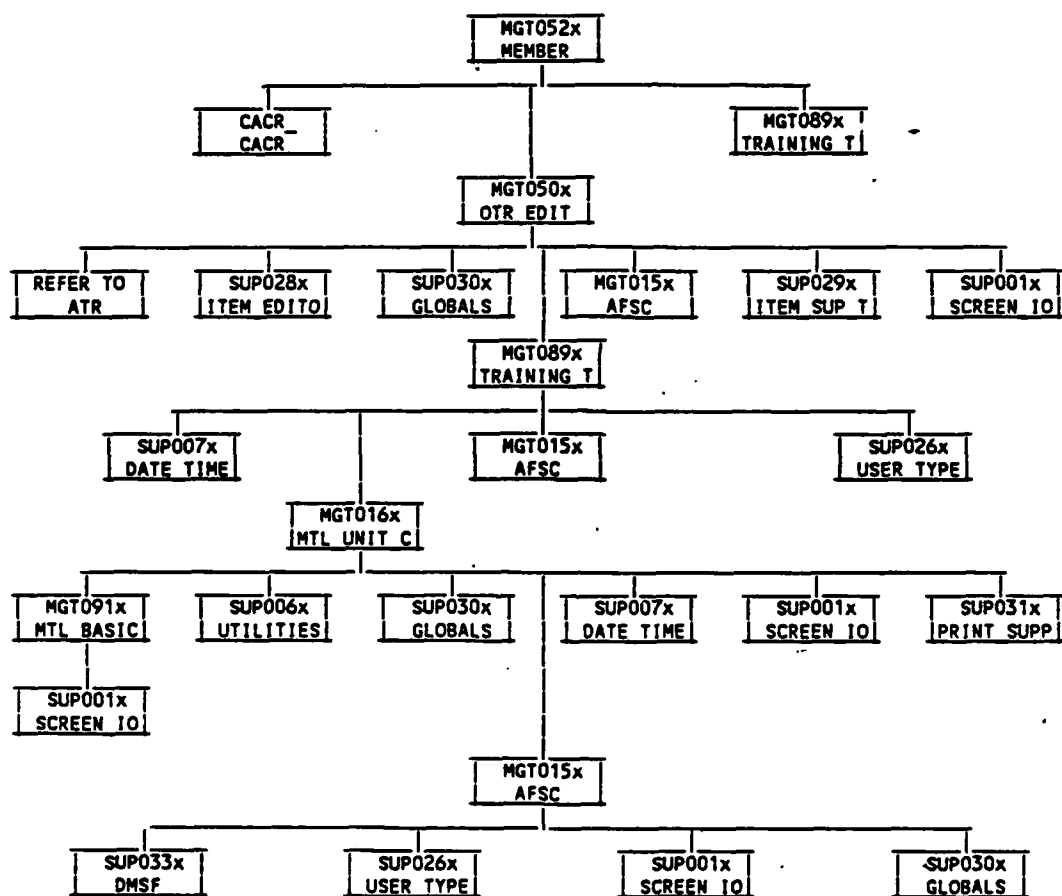 MGT052x
MEMBER
CACR_
CACR
MGT089x
TRAINING T
MGT050x
OTR EDIT
REFER TO
ATR
SUP028x
ITEM EDITO
SUP030x
GLOBALS
MGT015x
AFSC
SUP029x
ITEM SUP T
SUP001x
SCREEN IO
MGT089x
TRAINING T
SUP007x
DATE TIME
MGT015x
AFSC
SUP026x
USER TYPE
MGT016x
MTL UNIT C
MGT091x
MTL BASIC
SUP006x
UTILITIES
SUP030x
GLOBALS
SUP007x
DATE TIME
SUP001x
SCREEN IO
SUP031x
PRINT SUPP
SUP001x
SCREEN IO
MGT015x
AFSC
SUP033x
DMSF
SUP026x
USER TYPE
SUP001x
SCREEN IO
SUP030x
GLOBALS